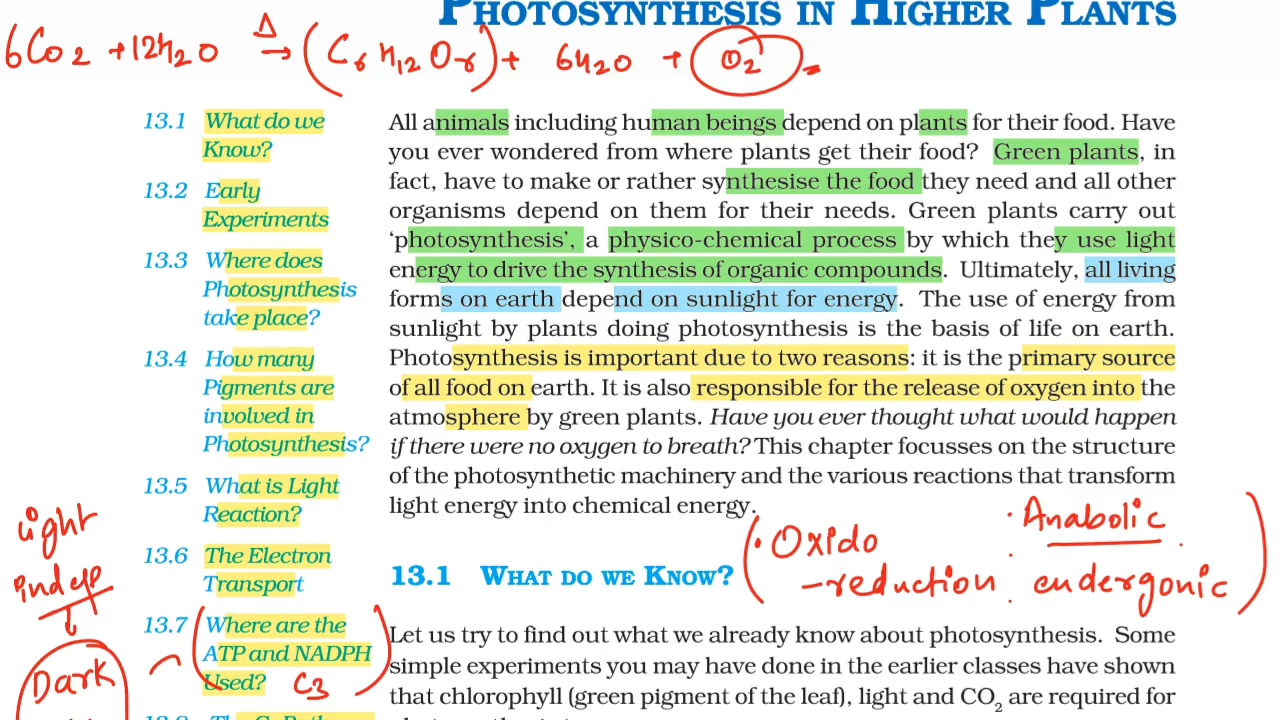 PHOTOSYNTHESIS IN HIGHER PLANTS
6CO2 + 12H2O Δ→ (C6H12O6) + 6H2O + O2
13.1 What do we
Know?
13.2 Early
Experiments
13.3 Where does
Photosynthesis
take place?
13.4 How many
Pigments are
involved in
Photosynthesis?
13.5 What is Light
Reaction?
13.6 The Electron
Transport
13.7 Where are the
ATP and NADPH
Used?
C3
Light
indep
Dark
All animals including human beings depend on plants for their food. Have
you ever wondered from where plants get their food? Green plants, in
fact, have to make or rather synthesise the food they need and all other
organisms depend on them for their needs. Green plants carry out
‘photosynthesis’, a physico-chemical process by which they use light
energy to drive the synthesis of organic compounds. Ultimately, all living
forms on earth depend on sunlight for energy. The use of energy from
sunlight by plants doing photosynthesis is the basis of life on earth.
Photosynthesis is important due to two reasons: it is the primary source
of all food on earth. It is also responsible for the release of oxygen into the
atmosphere by green plants. Have you ever thought what would happen
if there were no oxygen to breath? This chapter focusses on the structure
of the photosynthetic machinery and the various reactions that transform
light energy into chemical energy.
· Oxido
-reduction
· Anabolic
· endergonic
13.1 WHAT DO WE KNOW?
Let us try to find out what we already know about photosynthesis. Some
simple experiments you may have done in the earlier classes have shown
that chlorophyll (green pigment of the leaf), light and CO2 are required for